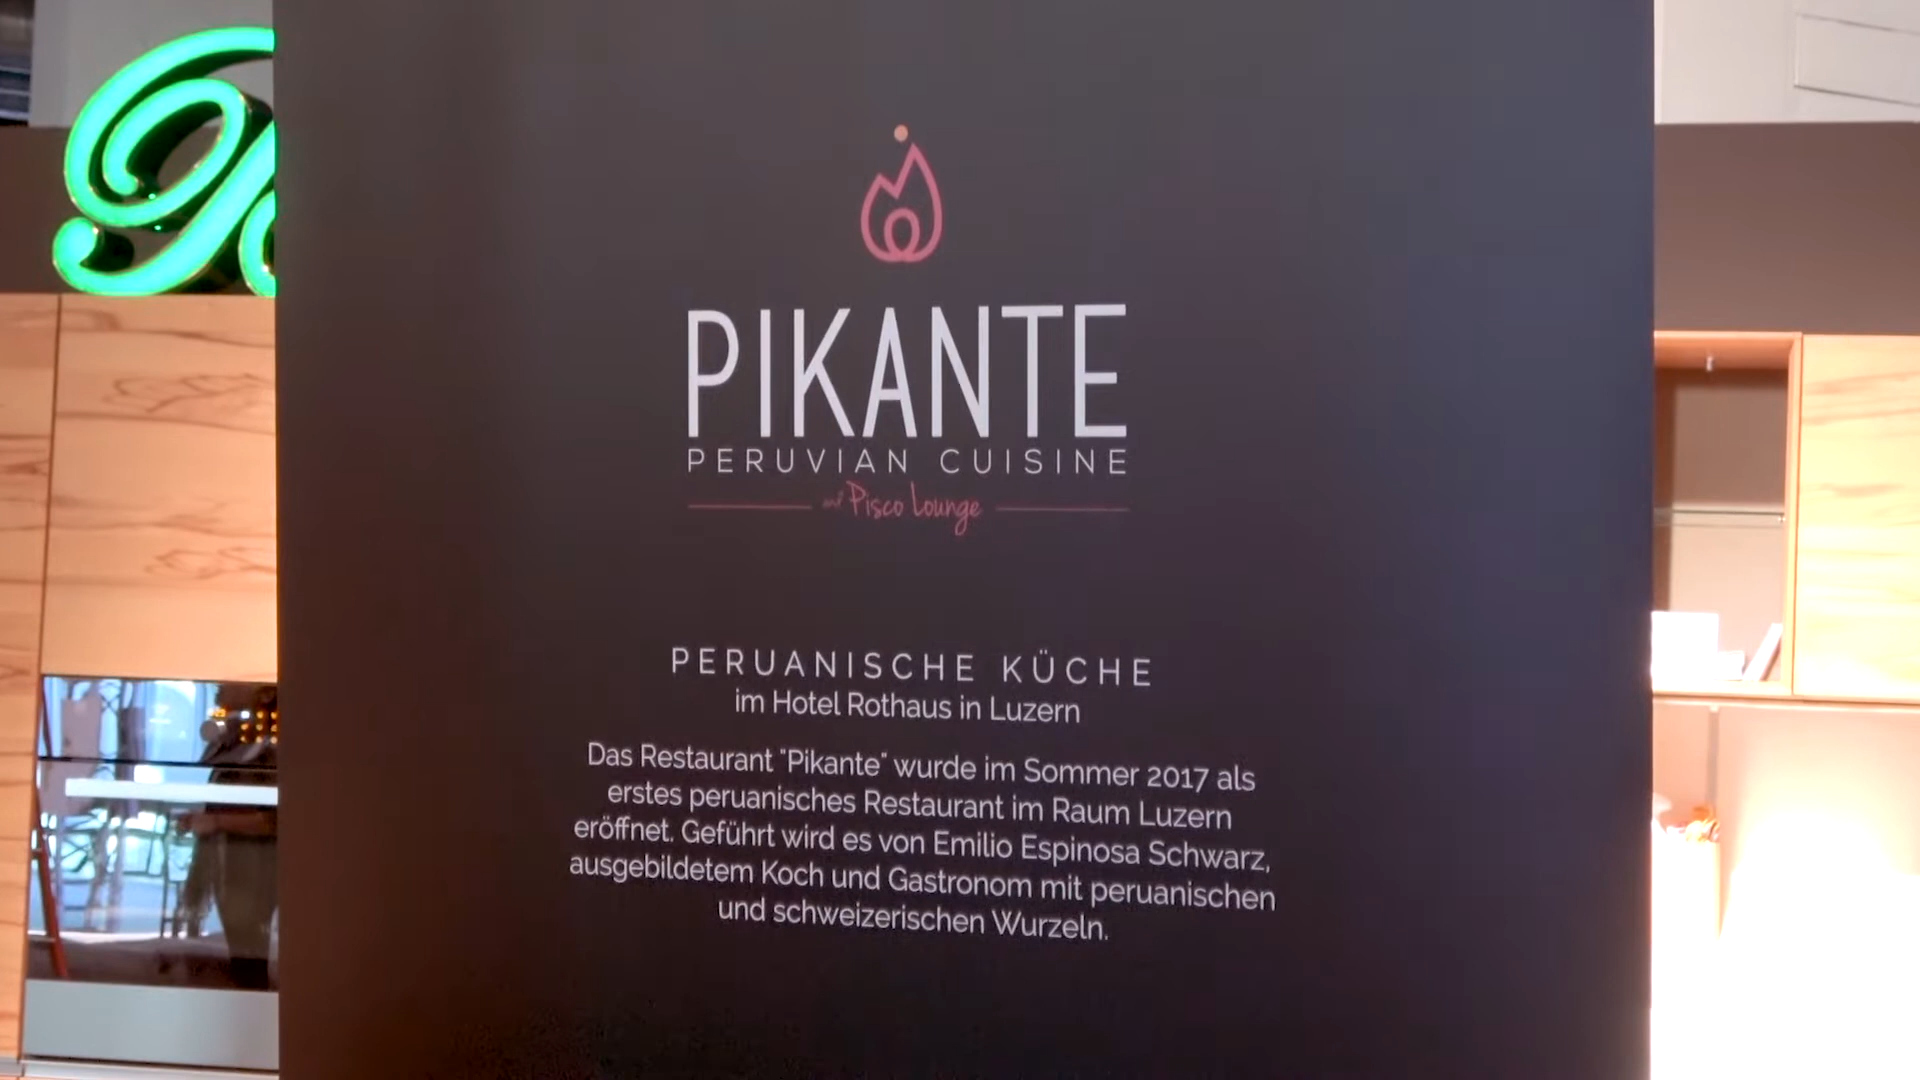 PIKANTE
PERUVIAN CUISINE
and Pisco Lounge
PERUANISCHE KÜCHE
im Hotel Rothaus in Luzern
Das Restaurant "Pikante" wurde im Sommer 2017 als
erstes peruanisches Restaurant im Raum Luzern
eröffnet. Geführt wird es von Emilio Espinosa Schwarz,
ausgebildetem Koch und Gastronom mit peruanischen
und schweizerischen Wurzeln.